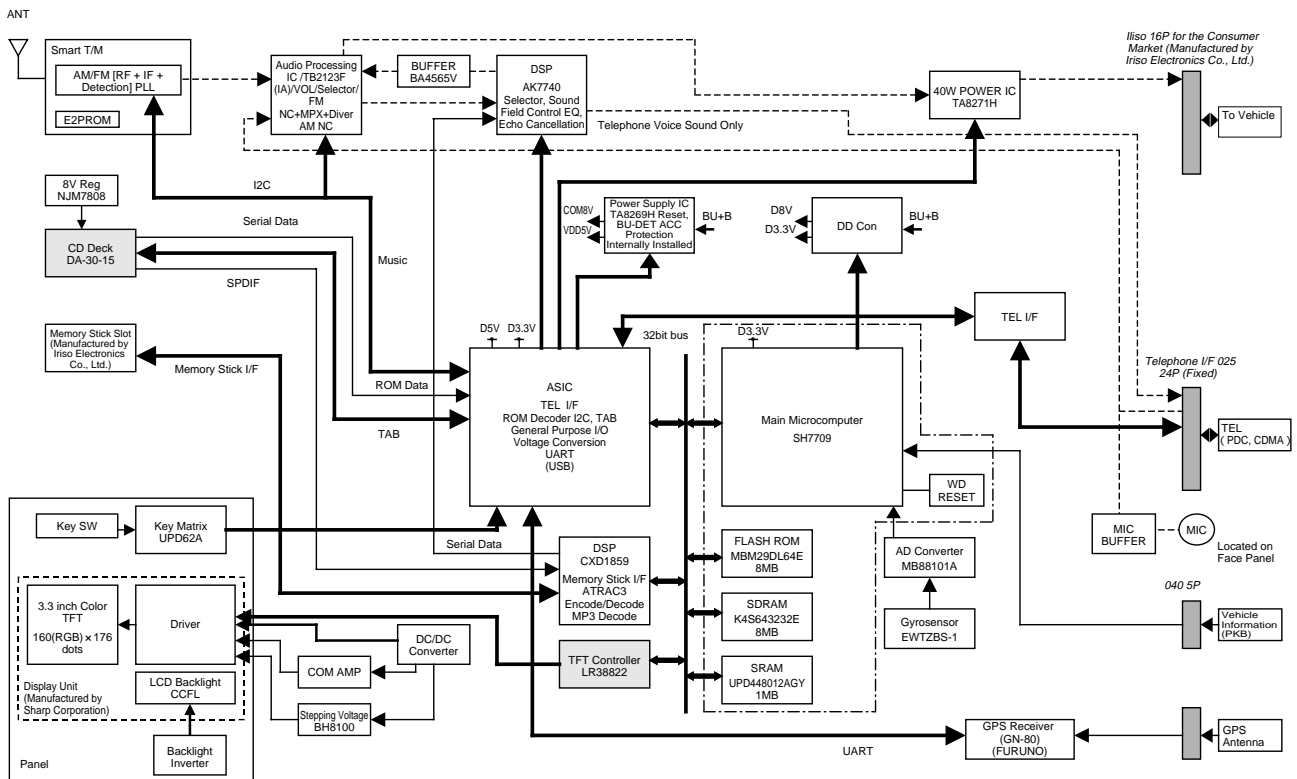 ANT
Smart T/M
AM/FM [RF + IF +
Detection] PLL
E2PROM
Audio Processing
IC /TB2123F
(IA)/VOL/Selector/
FM
NC+MPX+Diver
AM NC
BUFFER
BA4565V
DSP
AK7740
Selector, Sound
Field Control EQ,
Echo Cancellation
Telephone Voice Sound Only
40W POWER IC
TA8271H
Iliso 16P for the Consumer
Market (Manufactured by
Iriso Electronics Co., Ltd.)
To Vehicle
I2C
8V Reg
NJM7808
Serial Data
CD Deck
DA-30-15
SPDIF
Music
COM8V
VDD5V
Power Supply IC
TA8269H Reset,
BU-DET ACC
Protection
Internally Installed
BU+B
D8V
D3.3V
DD Con
BU+B
TEL I/F
Memory Stick Slot
(Manufactured by
Iriso Electronics
Co., Ltd.)
Memory Stick I/F
ROM Data
TAB
D5V
D3.3V
32bit bus
D3.3V
ASIC
TEL I/F
ROM Decoder I2C, TAB
General Purpose I/O
Voltage Conversion
UART
(USB)
Main Microcomputer
SH7709
Telephone I/F 025
24P (Fixed)
TEL
( PDC, CDMA )
WD
RESET
MIC
BUFFER
MIC
Located on
Face Panel
Key SW
Key Matrix
UPD62A
Serial Data
DSP
CXD1859
Memory Stick I/F
ATRAC3
Encode/Decode
MP3 Decode
FLASH ROM
MBM29DL64E
8MB
AD Converter
MB88101A
SDRAM
K4S643232E
8MB
Gyrosensor
EWTZBS-1
040 5P
Vehicle
Information
(PKB)
3.3 inch Color
TFT
160(RGB) × 176
dots
Driver
DC/DC
Converter
COM AMP
TFT Controller
LR38822
SRAM
UPD448012AGY
1MB
Display Unit
(Manufactured by
Sharp Corporation)
LCD Backlight
CCFL
Stepping Voltage
BH8100
Backlight
Inverter
Panel
UART
GPS Receiver
(GN-80)
(FURUNO)
GPS
Antenna